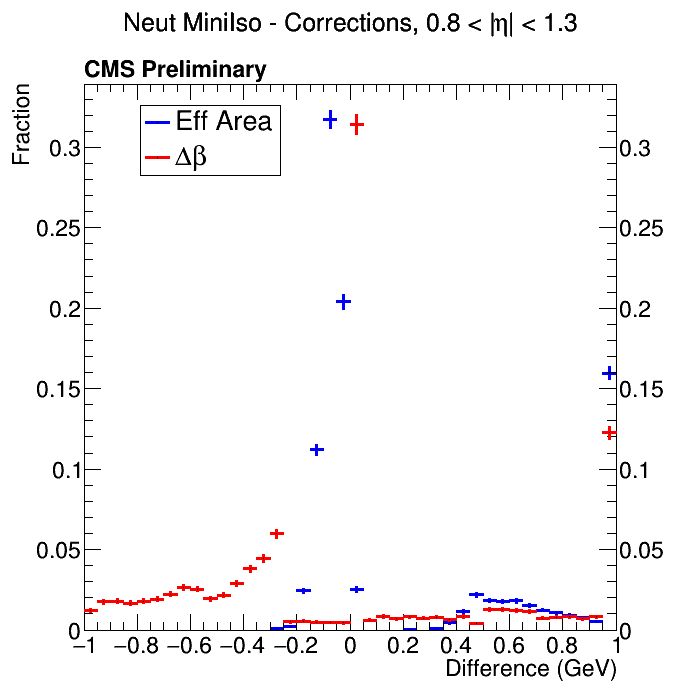 Neut MiniIso - Corrections, 0.8 < |η| < 1.3
CMS Preliminary
Fraction
Eff Area
Δβ
0.3
0.25
0.2
0.15
0.1
0.05
0
0.3
0.25
0.2
0.15
0.1
0.05
0
−1 −0.8 −0.6 −0.4 −0.2 0 0.2 0.4 0.6 0.8 1
Difference (GeV)